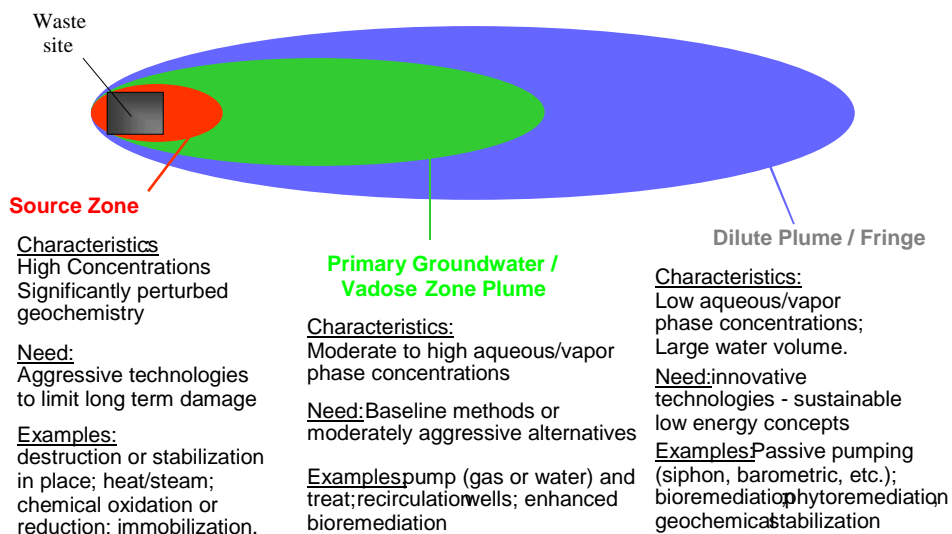 Waste
site
Source Zone
Characteristics
High Concentrations
Significantly perturbed
geochemistry
Need:
Aggressive technologies
to limit long term damage
Examples:
destruction or stabilization
in place; heat/steam;
chemical oxidation or
reduction; immobilization.
Primary Groundwater /
Vadose Zone Plume
Characteristics:
Moderate to high aqueous/vapor
phase concentrations
Need: Baseline methods or
moderately aggressive alternatives
Examples: pump (gas or water) and
treat; recirculation wells; enhanced
bioremediation
Dilute Plume / Fringe
Characteristics:
Low aqueous/vapor
phase concentrations;
Large water volume.
Need: innovative
technologies - sustainable
low energy concepts
Examples: Passive pumping
(siphon, barometric, etc.);
bioremediation, phytoremediation,
geochemical stabilization